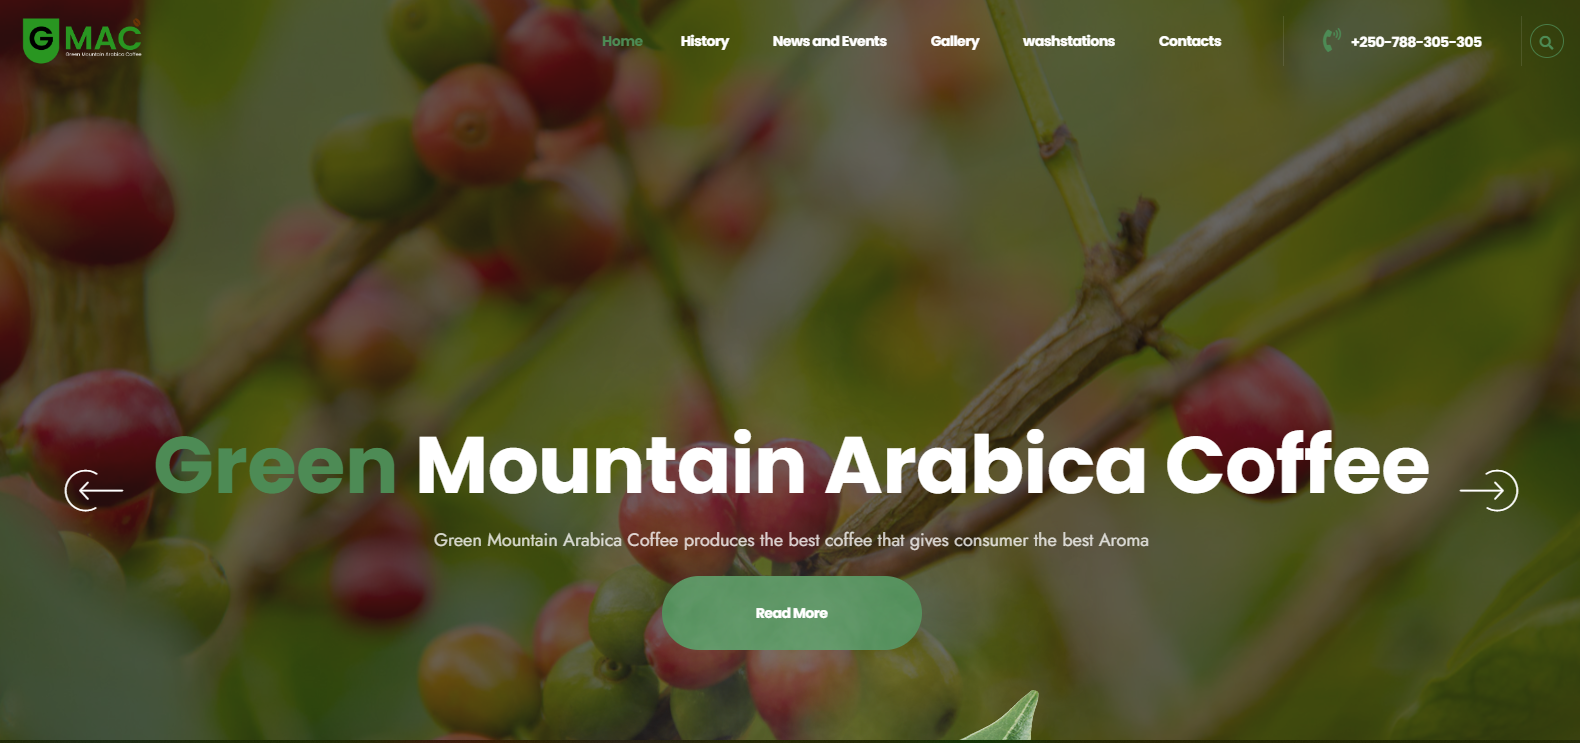 G MAC
Green Mountain Arabica Coffee
Home
History
News and Events
Gallery
washstations
Contacts
+250-788-305-305
Green Mountain Arabica Coffee
Green Mountain Arabica Coffee produces the best coffee that gives consumer the best Aroma
Read More